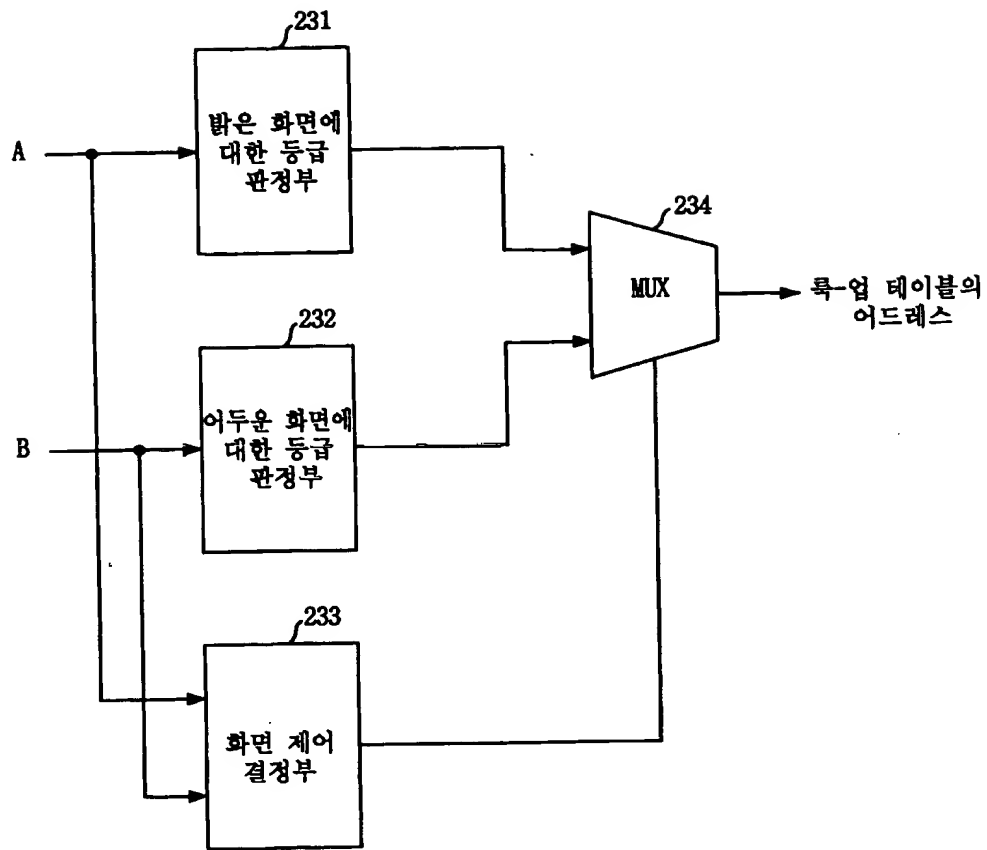 231
밝은 화면에
대한 등급
판정부
A
234
MUX
룩-업 테이블의
어드레스
232
어두운 화면에
대한 등급
판정부
B
233
화면 제어
결정부